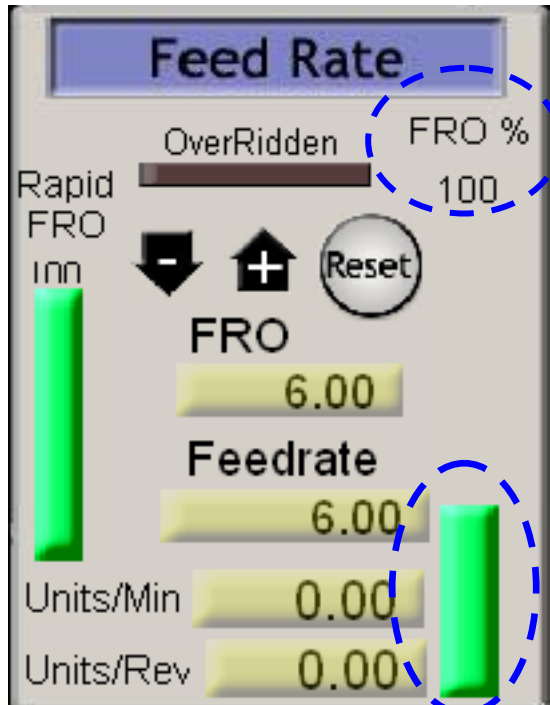 Feed Rate
OverRidden
FRO %
100
Rapid
FRO
100
-
+
Reset
FRO
6.00
Feedrate
6.00
Units/Min 0.00
Units/Rev 0.00